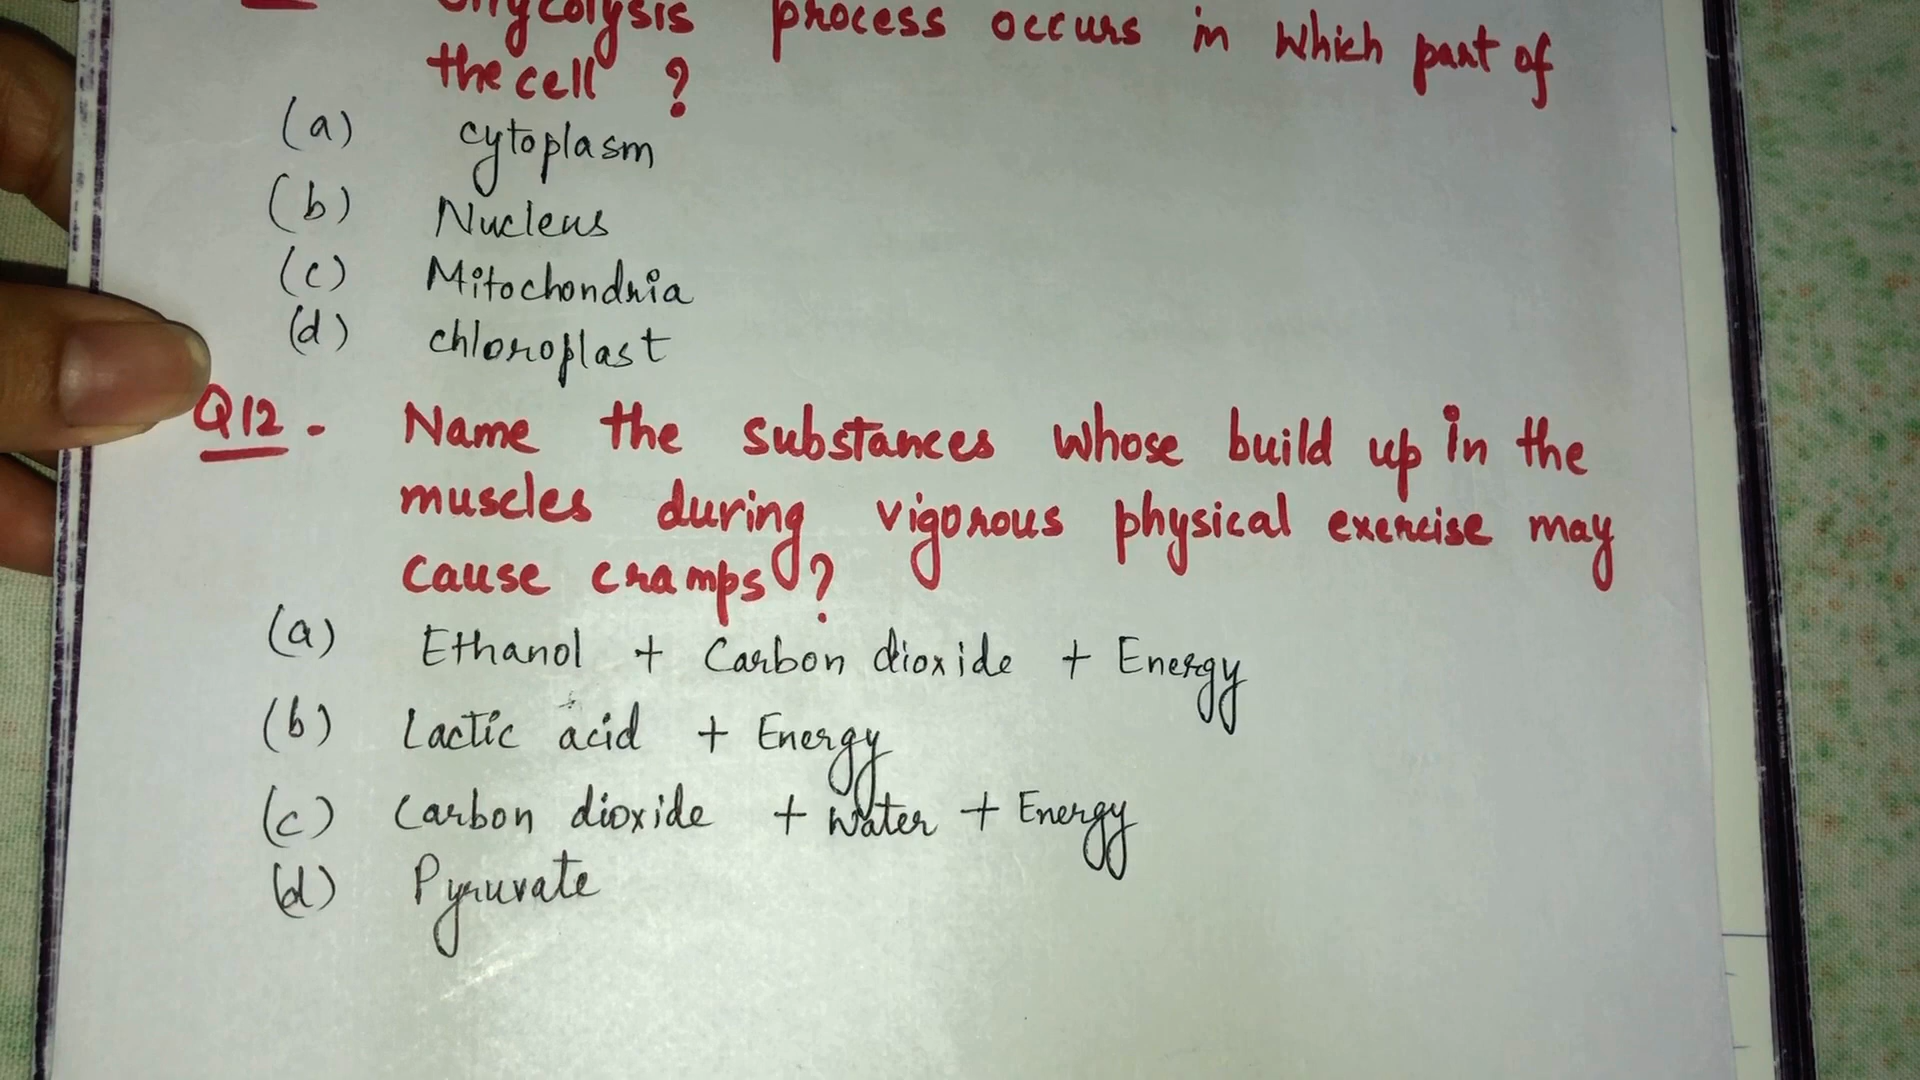 Glycolysis process occurs in which part of
the cell ?
(a) cytoplasm
(b) Nucleus
(c) Mitochondria
(d) chloroplast
Q12. Name the substances whose build up in the
muscles during vigorous physical exercise may
cause cramps ?
(a) Ethanol + Carbon dioxide + Energy
(b) Lactic acid + Energy
(c) Carbon dioxide + Water + Energy
(d) Pyruvate